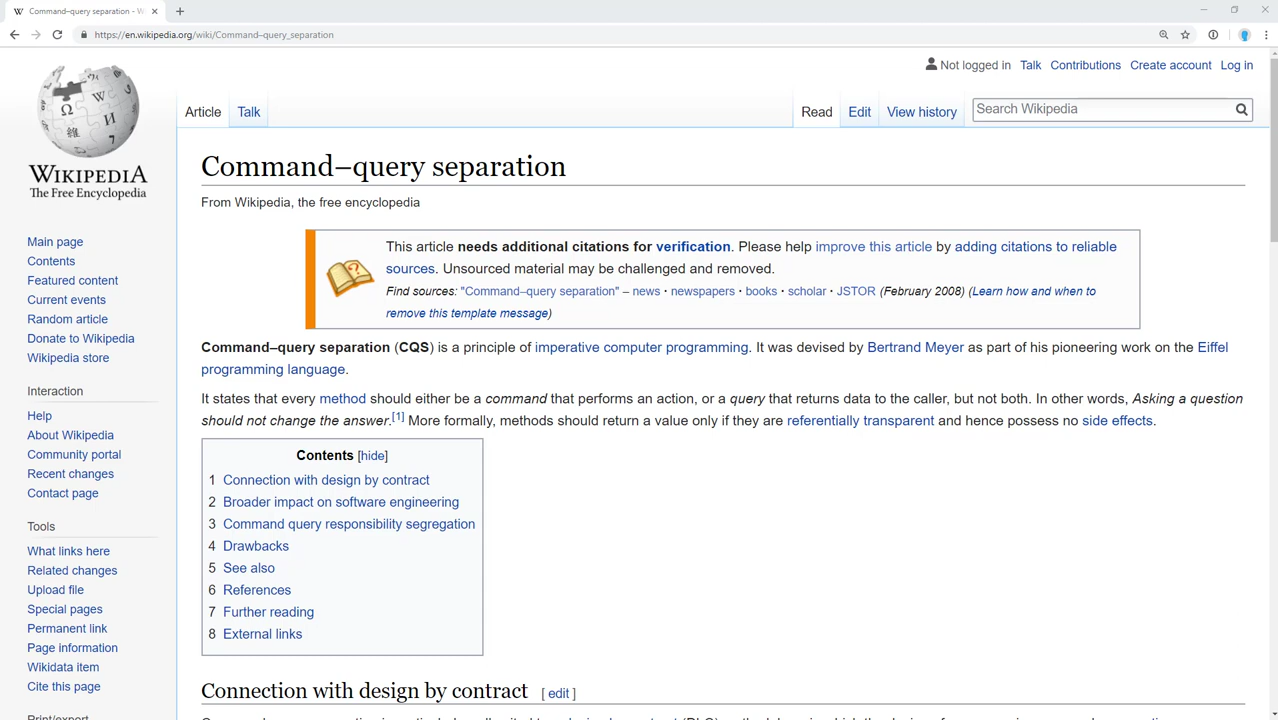 Command–query separation - W
https://en.wikipedia.org/wiki/Command–query_separation
Not logged in Talk Contributions Create account Log in
Article Talk Read Edit View history Search Wikipedia
WIKIPEDIA
The Free Encyclopedia
Main page
Contents
Featured content
Current events
Random article
Donate to Wikipedia
Wikipedia store
Interaction
Help
About Wikipedia
Community portal
Recent changes
Contact page
Tools
What links here
Related changes
Upload file
Special pages
Permanent link
Page information
Wikidata item
Cite this page
Print/export
Command–query separation
From Wikipedia, the free encyclopedia
This article needs additional citations for verification. Please help improve this article by adding citations to reliable
sources. Unsourced material may be challenged and removed.
Find sources: "Command–query separation" – news · newspapers · books · scholar · JSTOR (February 2008) (Learn how and when to
remove this template message)
Command–query separation (CQS) is a principle of imperative computer programming. It was devised by Bertrand Meyer as part of his pioneering work on the Eiffel
programming language.
It states that every method should either be a command that performs an action, or a query that returns data to the caller, but not both. In other words, Asking a question
should not change the answer.[1] More formally, methods should return a value only if they are referentially transparent and hence possess no side effects.
Contents [hide]
1 Connection with design by contract
2 Broader impact on software engineering
3 Command query responsibility segregation
4 Drawbacks
5 See also
6 References
7 Further reading
8 External links
Connection with design by contract [ edit ]